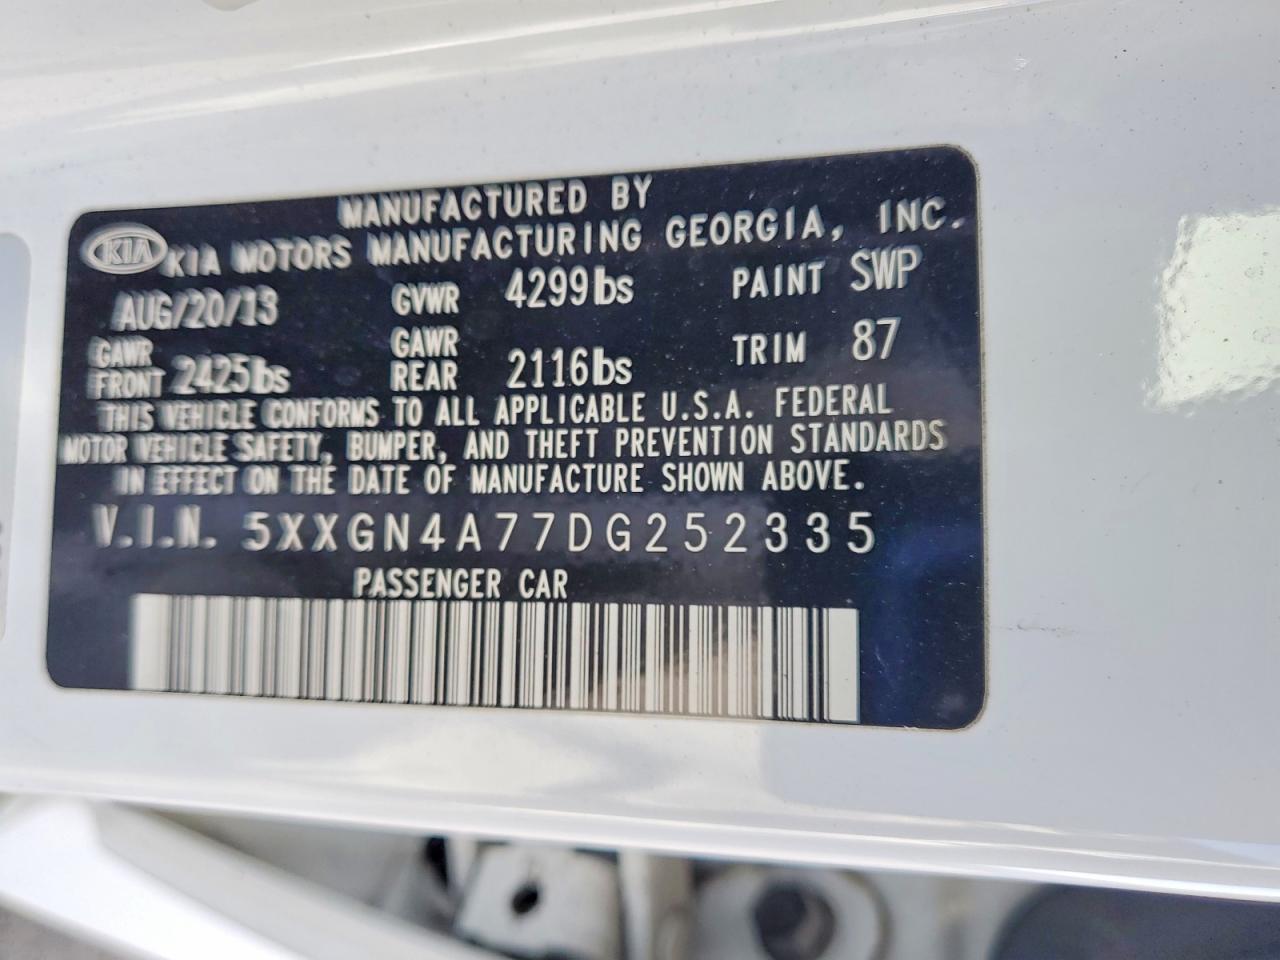 MANUFACTURED BY
KIA KIA MOTORS MANUFACTURING GEORGIA, INC.
AUG/20/13 GVWR 4299lbs PAINT SWP
GAWR FRONT 2425lbs GAWR REAR 2116lbs TRIM 87
THIS VEHICLE CONFORMS TO ALL APPLICABLE U.S.A. FEDERAL
MOTOR VEHICLE SAFETY, BUMPER, AND THEFT PREVENTION STANDARDS
IN EFFECT ON THE DATE OF MANUFACTURE SHOWN ABOVE.
V.I.N. 5XXGN4A77DG252335
PASSENGER CAR